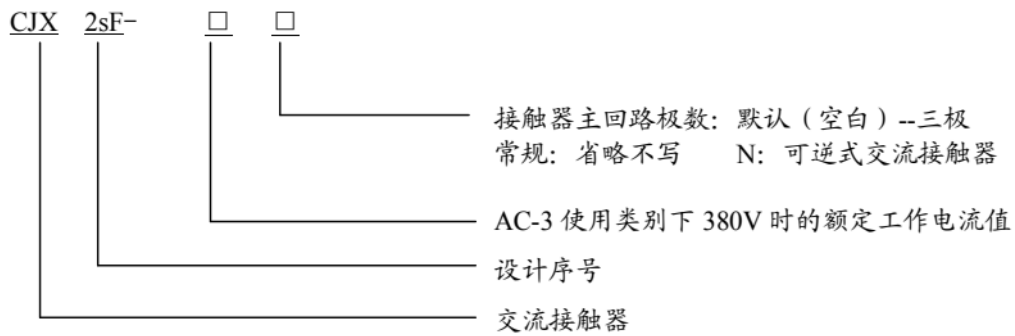 CJX 2sF- □ □
接触器主回路极数：默认（空白）--三极
常规：省略不写 N：可逆式交流接触器
AC-3 使用类别下 380V 时的额定工作电流值
设计序号
交流接触器